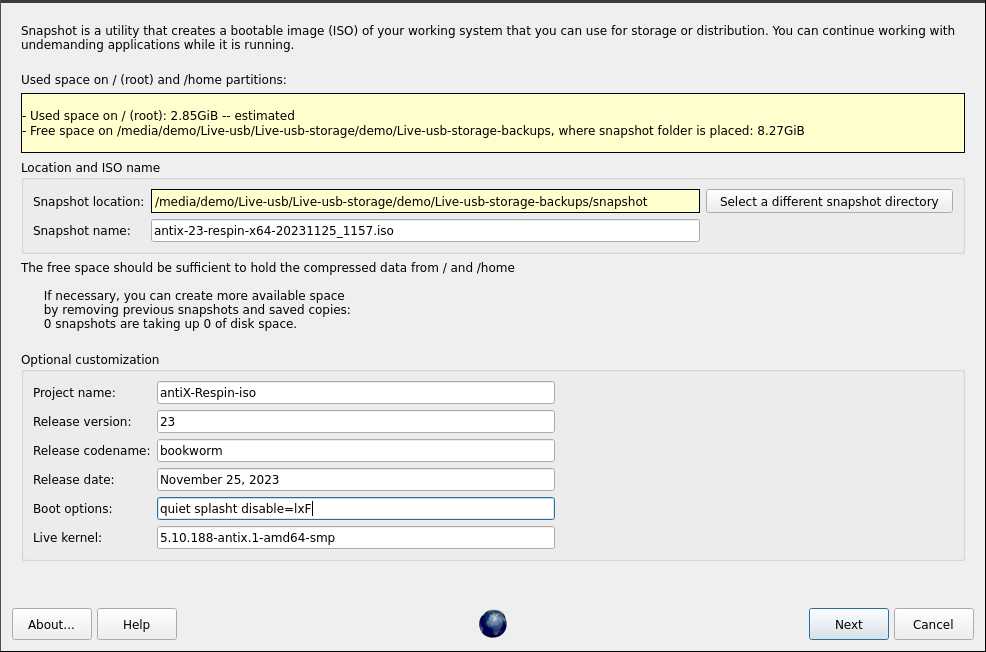 Snapshot is a utility that creates a bootable image (ISO) of your working system that you can use for storage or distribution. You can continue working with
undemanding applications while it is running.
Used space on / (root) and /home partitions:
- Used space on / (root): 2.85GiB -- estimated
- Free space on /media/demo/Live-usb/Live-usb-storage/demo/Live-usb-storage-backups, where snapshot folder is placed: 8.27GiB
Location and ISO name
Snapshot location: /media/demo/Live-usb/Live-usb-storage/demo/Live-usb-storage-backups/snapshot Select a different snapshot directory
Snapshot name: antix-23-respin-x64-20231125_1157.iso
The free space should be sufficient to hold the compressed data from / and /home
If necessary, you can create more available space
by removing previous snapshots and saved copies:
0 snapshots are taking up 0 of disk space.
Optional customization
Project name: antiX-Respin-iso
Release version: 23
Release codename: bookworm
Release date: November 25, 2023
Boot options: quiet splasht disable=lxF
Live kernel: 5.10.188-antix.1-amd64-smp
About... Help Next Cancel